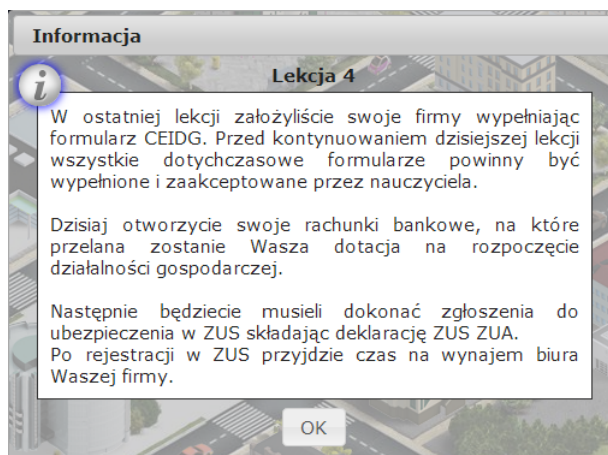 Informacja
i
Lekcja 4
W ostatniej lekcji założyliście swoje firmy wypełniając
formularz CEIDG. Przed kontynuowaniem dzisiejszej lekcji
wszystkie dotychczasowe formularze powinny być
wypełnione i zaakceptowane przez nauczyciela.
Dzisiaj otworzycie swoje rachunki bankowe, na które
przelana zostanie Wasza dotacja na rozpoczęcie
działalności gospodarczej.
Następnie będziecie musieli dokonać zgłoszenia do
ubezpieczenia w ZUS składając deklarację ZUS ZUA.
Po rejestracji w ZUS przyjdzie czas na wynajem biura
Waszej firmy.
OK